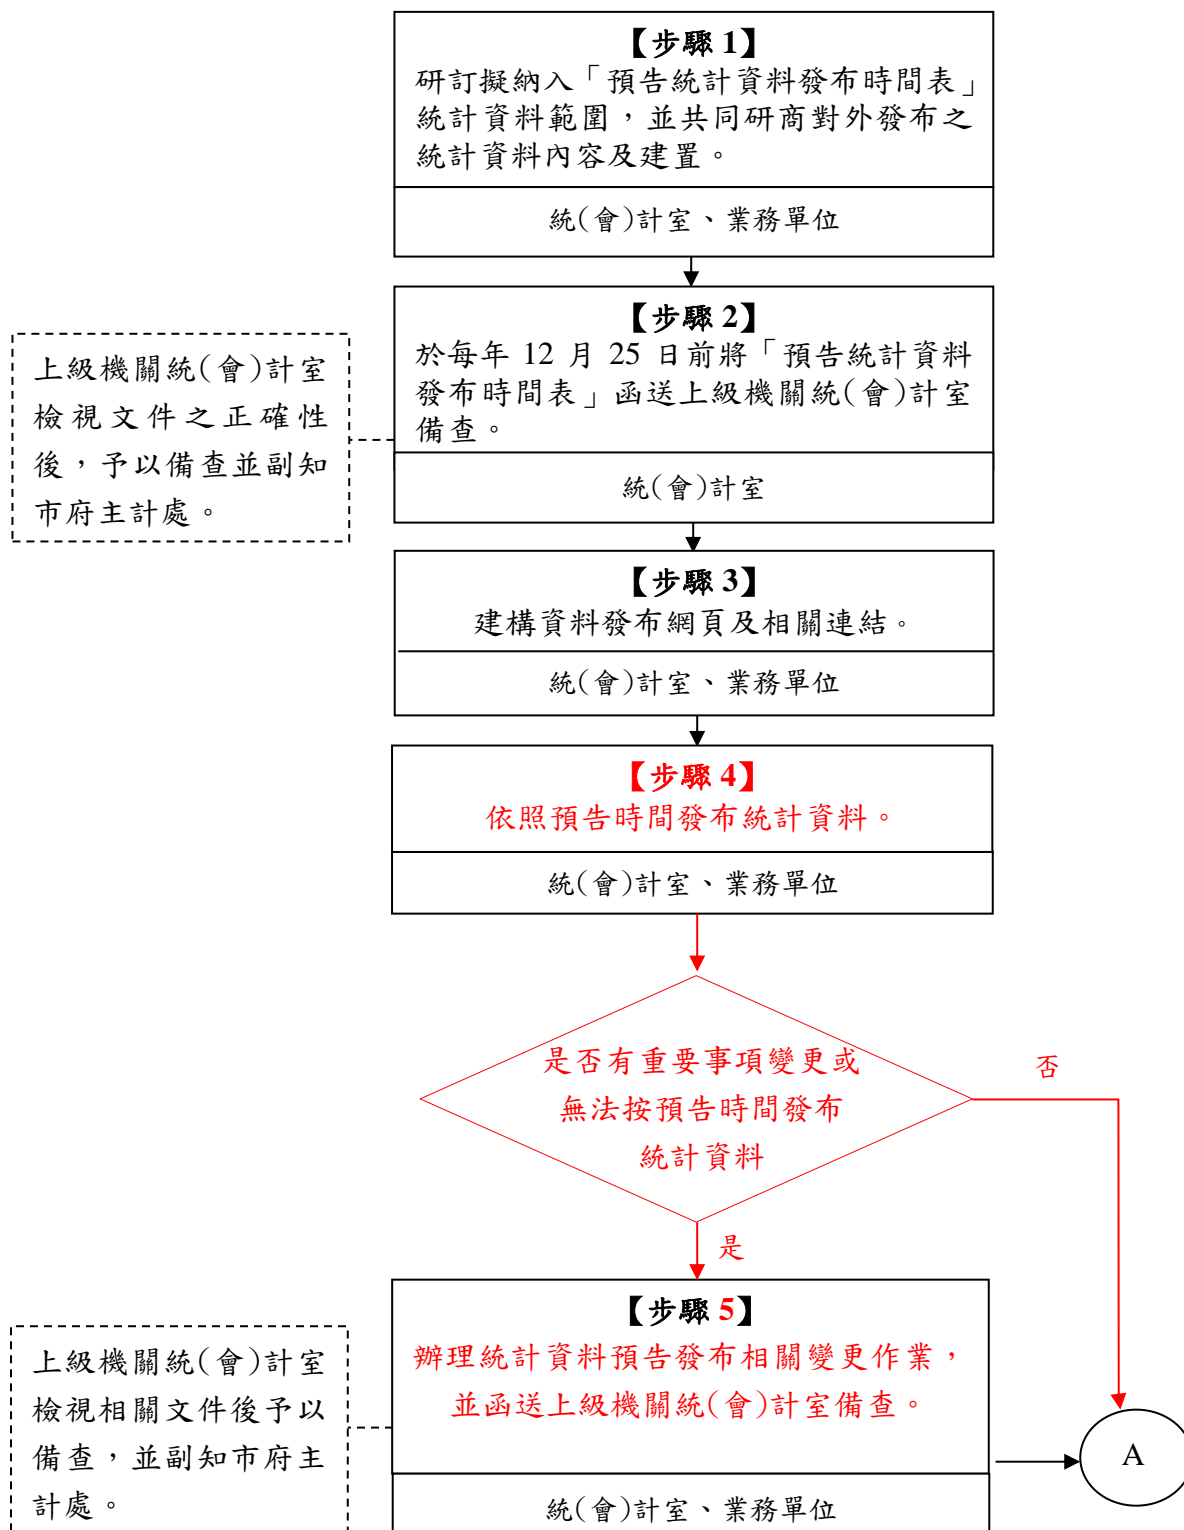 【步驟 1】
研訂擬納入「預告統計資料發布時間表」
統計資料範圍，並共同研商對外發布之
統計資料內容及建置。
統(會)計室、業務單位
【步驟 2】
於每年 12 月 25 日前將「預告統計資料
發布時間表」函送上級機關統(會)計室
備查。
統(會)計室
上級機關統(會)計室
檢視文件之正確性
後，予以備查並副知
市府主計處。
【步驟 3】
建構資料發布網頁及相關連結。
統(會)計室、業務單位
【步驟 4】
依照預告時間發布統計資料。
統(會)計室、業務單位
是否有重要事項變更或
無法按預告時間發布
統計資料
否
是
【步驟 5】
辦理統計資料預告發布相關變更作業，
並函送上級機關統(會)計室備查。
統(會)計室、業務單位
上級機關統(會)計室
檢視相關文件後予以
備查，並副知市府主
計處。
A